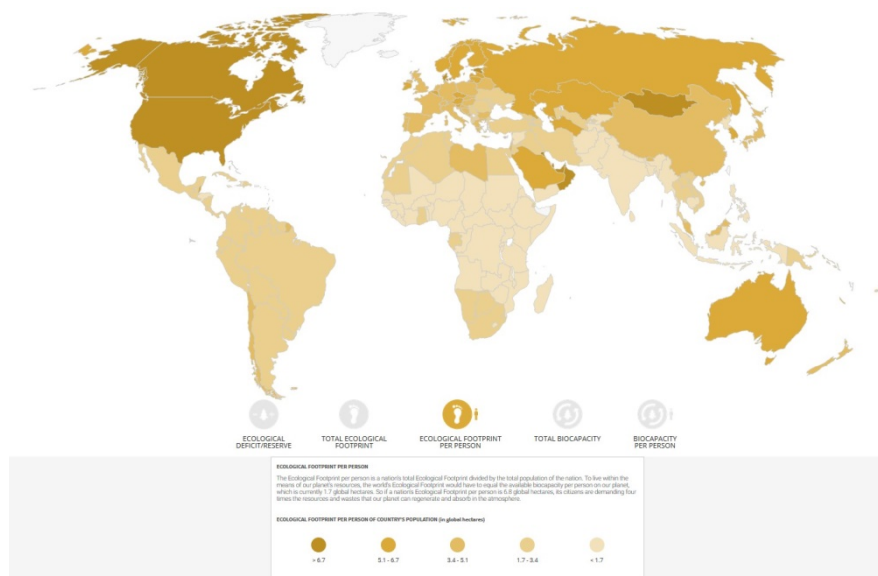 ECOLOGICAL
DEFICIT/RESERVE
TOTAL ECOLOGICAL
FOOTPRINT
ECOLOGICAL FOOTPRINT
PER PERSON
TOTAL BIOCAPACITY
BIOCAPACITY
PER PERSON
ECOLOGICAL FOOTPRINT PER PERSON
The Ecological Footprint per person is a nation's total Ecological Footprint divided by the total population of the nation. To live within the
means of our planet's resources, the world's Ecological Footprint would have to equal the available biocapacity per person on our planet,
which is currently 1.7 global hectares. So if a nation's Ecological Footprint per person is 6.8 global hectares, its citizens are demanding four
times the resources and wastes that our planet can regenerate and absorb in the atmosphere.
ECOLOGICAL FOOTPRINT PER PERSON OF COUNTRY'S POPULATION (in global hectares)
> 6.7
5.1 - 6.7
3.4 - 5.1
1.7 - 3.4
< 1.7